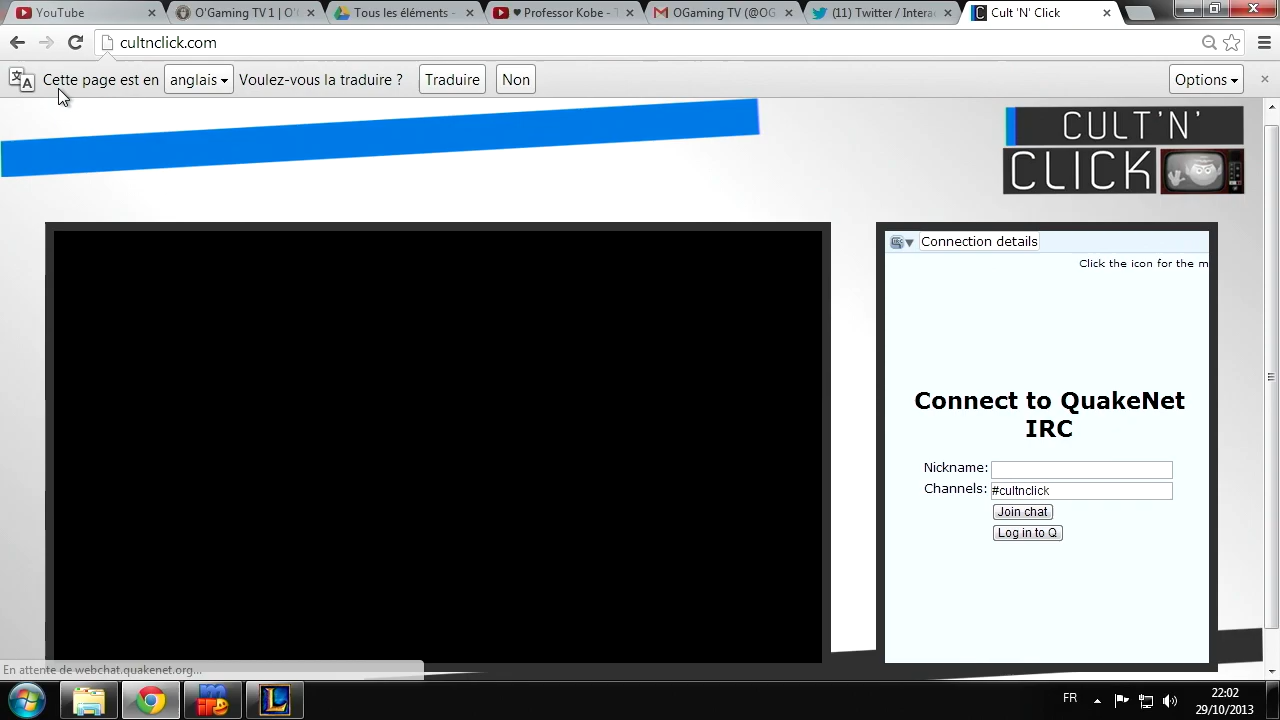 YouTube
O'Gaming TV 1 | O'
Tous les éléments -
♥ Professor Kobe - T
OGaming TV (@OG
(11) Twitter / Intera
Cult 'N' Click
cultnclick.com
Cette page est en anglais Voulez-vous la traduire ? Traduire Non Options
CULT'N'
CLICK
Connection details
Click the icon for the m
Connect to QuakeNet
IRC
Nickname:
Channels: #cultnclick
Join chat
Log in to Q
En attente de webchat.quakenet.org...
FR
22:02
29/10/2013